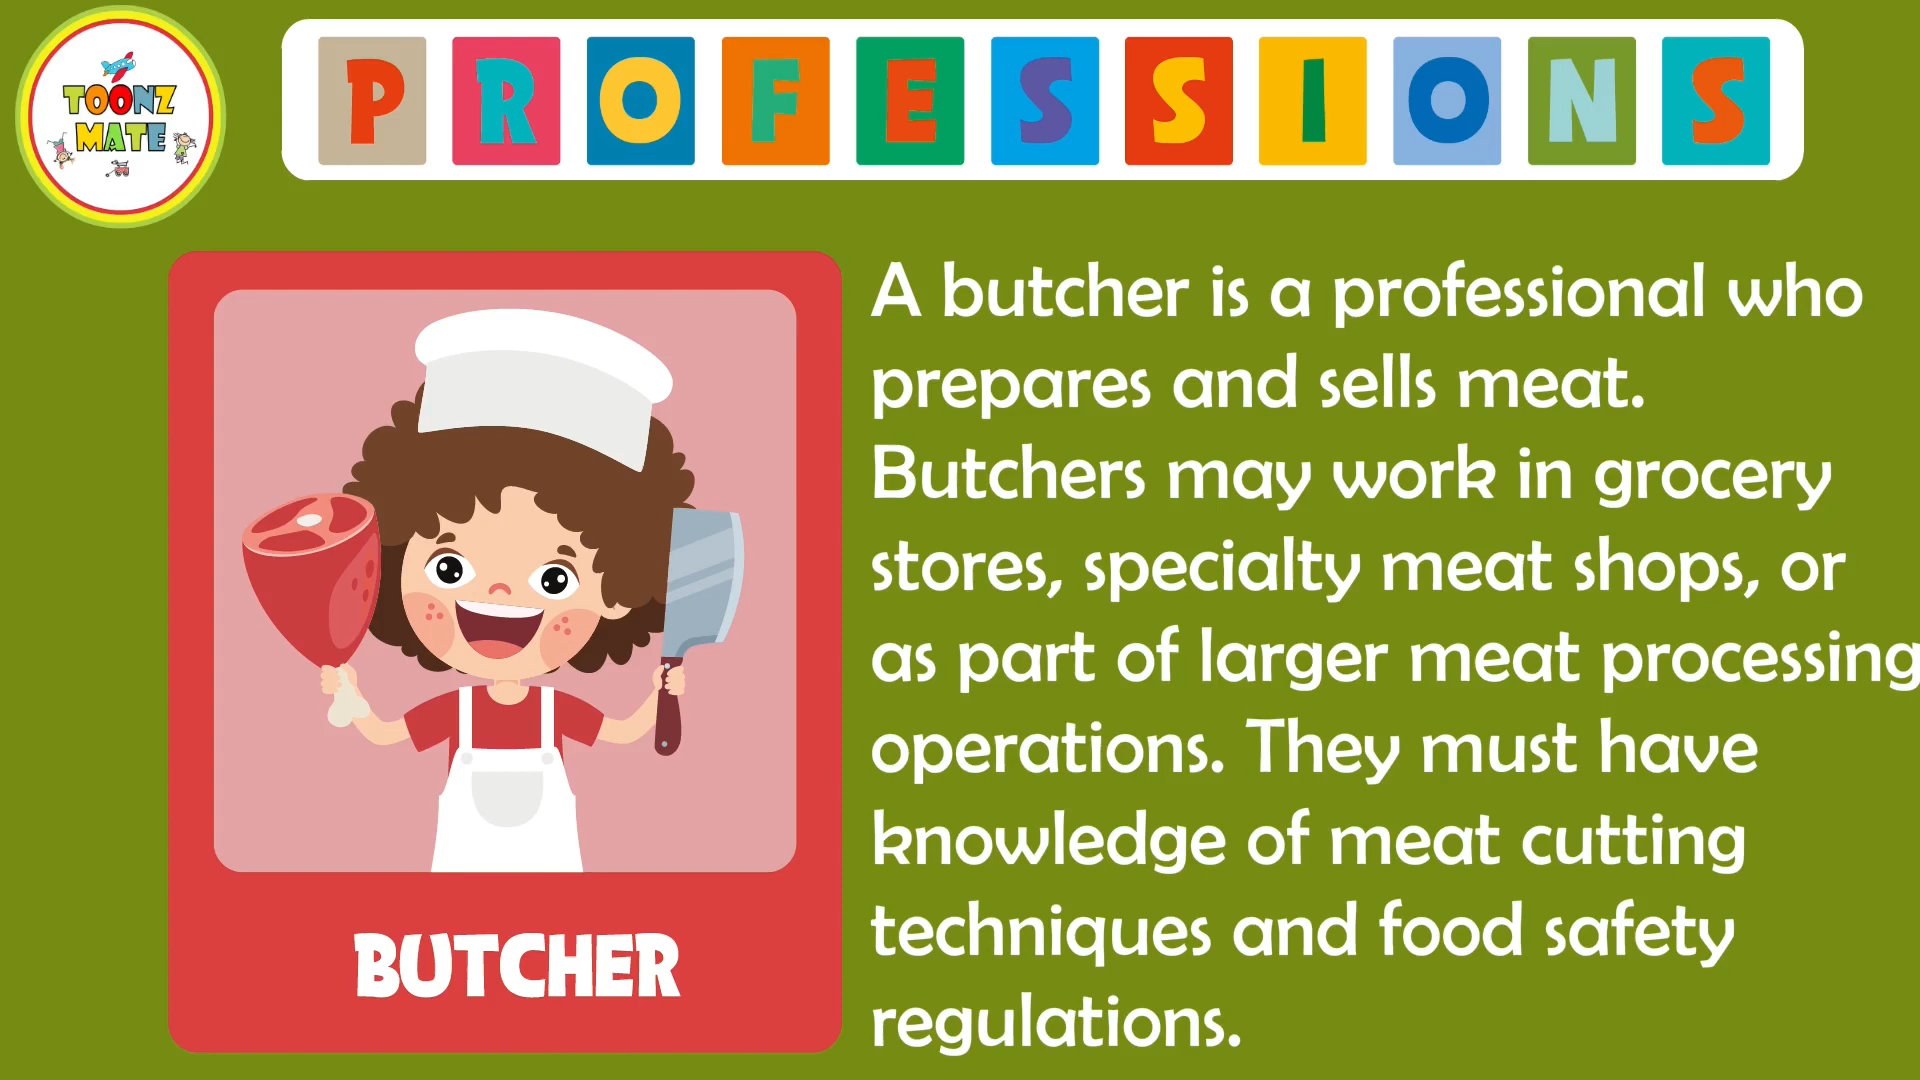 TOONZ
MATE
PROFESSIONS
A butcher is a professional who
prepares and sells meat.
Butchers may work in grocery
stores, specialty meat shops, or
as part of larger meat processing
operations. They must have
knowledge of meat cutting
techniques and food safety
regulations.
BUTCHER